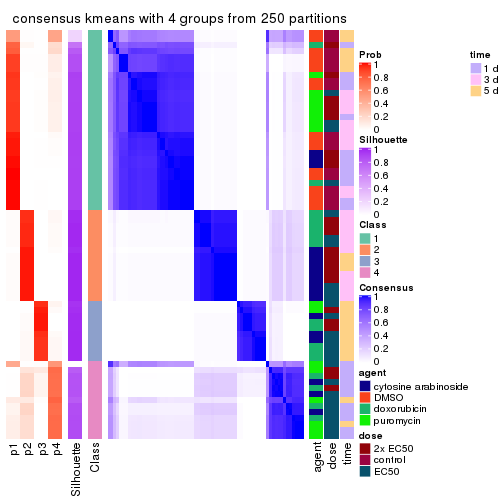 consensus kmeans with 4 groups from 250 partitions
Prob
1
0.8
0.6
0.4
0.2
0
Silhouette
1
0.8
0.6
0.4
0.2
0
Class
1
2
3
4
Consensus
1
0.8
0.6
0.4
0.2
0
agent
cytosine arabinoside
DMSO
doxorubicin
puromycin
dose
2x EC50
control
EC50
time
1 d
3 d
5 d
p1
p2
p3
p4
Silhouette
Class
agent
dose
time